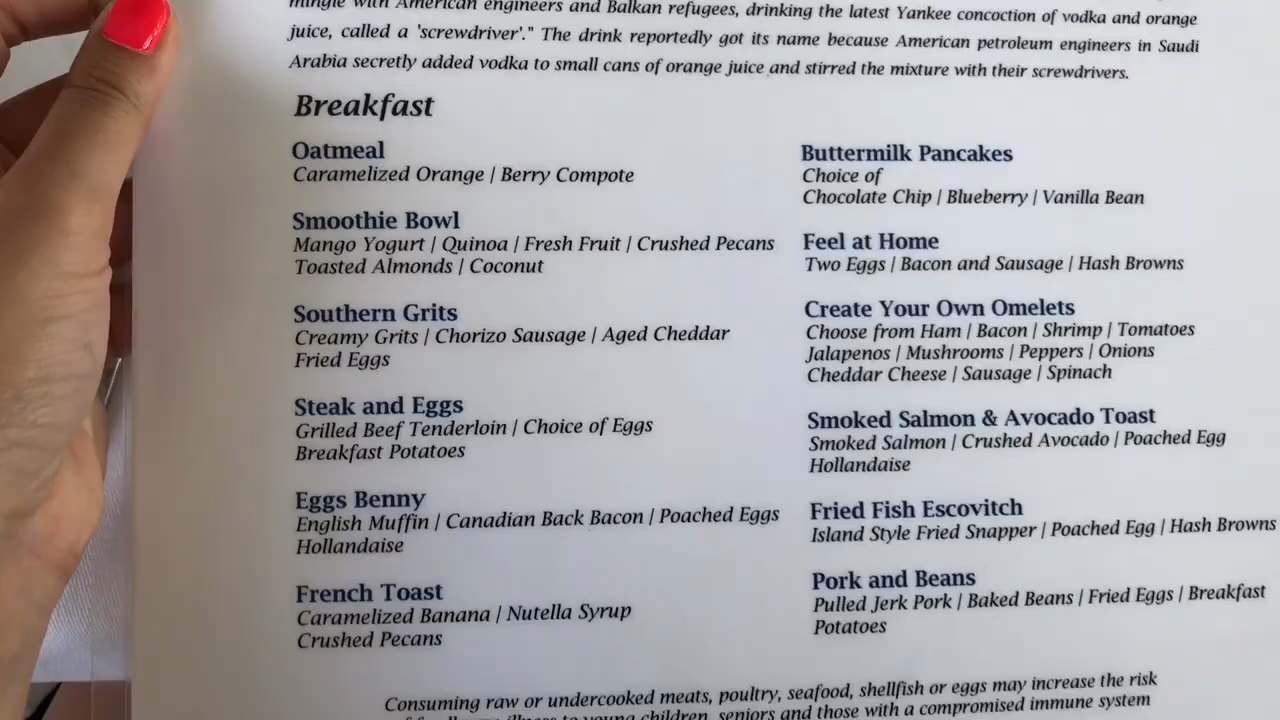 mingle with American engineers and Balkan refugees, drinking the latest Yankee concoction of vodka and orange
juice, called a 'screwdriver'." The drink reportedly got its name because American petroleum engineers in Saudi
Arabia secretly added vodka to small cans of orange juice and stirred the mixture with their screwdrivers.
Breakfast
Oatmeal
Caramelized Orange | Berry Compote
Smoothie Bowl
Mango Yogurt | Quinoa | Fresh Fruit | Crushed Pecans
Toasted Almonds | Coconut
Southern Grits
Creamy Grits | Chorizo Sausage | Aged Cheddar
Fried Eggs
Steak and Eggs
Grilled Beef Tenderloin | Choice of Eggs
Breakfast Potatoes
Eggs Benny
English Muffin | Canadian Back Bacon | Poached Eggs
Hollandaise
French Toast
Caramelized Banana | Nutella Syrup
Crushed Pecans
Buttermilk Pancakes
Choice of
Chocolate Chip | Blueberry | Vanilla Bean
Feel at Home
Two Eggs | Bacon and Sausage | Hash Browns
Create Your Own Omelets
Choose from Ham | Bacon | Shrimp | Tomatoes
Jalapenos | Mushrooms | Peppers | Onions
Cheddar Cheese | Sausage | Spinach
Smoked Salmon & Avocado Toast
Smoked Salmon | Crushed Avocado | Poached Egg
Hollandaise
Fried Fish Escovitch
Island Style Fried Snapper | Poached Egg | Hash Browns
Pork and Beans
Pulled Jerk Pork | Baked Beans | Fried Eggs | Breakfast
Potatoes
Consuming raw or undercooked meats, poultry, seafood, shellfish or eggs may increase the risk
young children, seniors and those with a compromised immune system